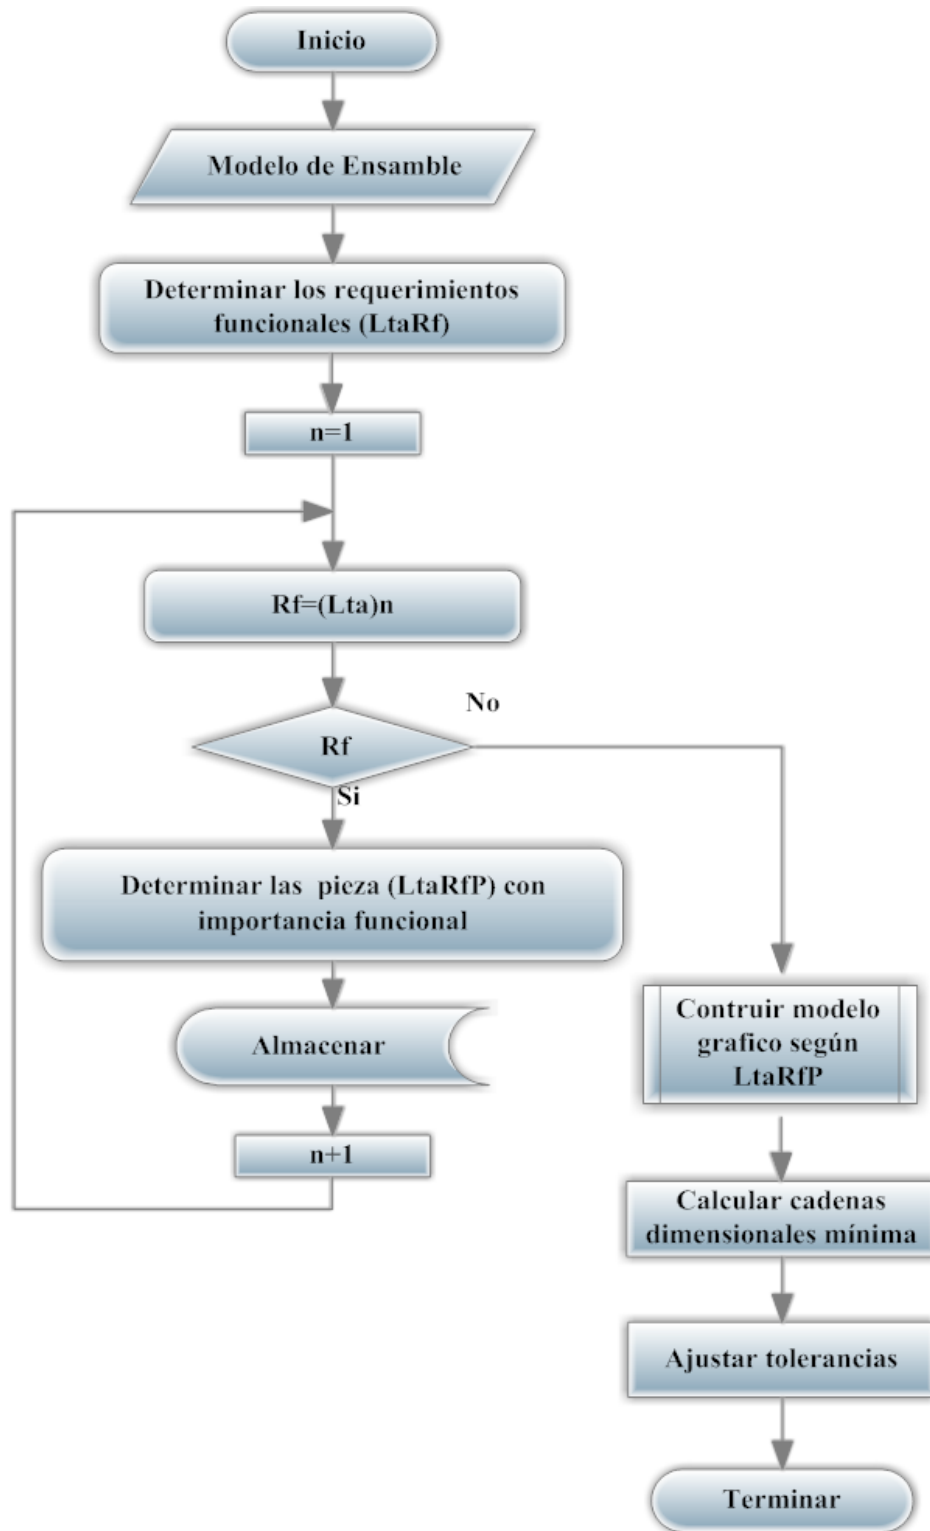 Inicio
Modelo de Ensamble
Determinar los requerimientos
funcionales (LtaRf)
n=1
Rf=(Lta)n
No
Rf
Si
Determinar las pieza (LtaRfP) con
importancia funcional
Almacenar
n+1
Contruir modelo
grafico según
LtaRfP
Calcular cadenas
dimensionales mínima
Ajustar tolerancias
Terminar